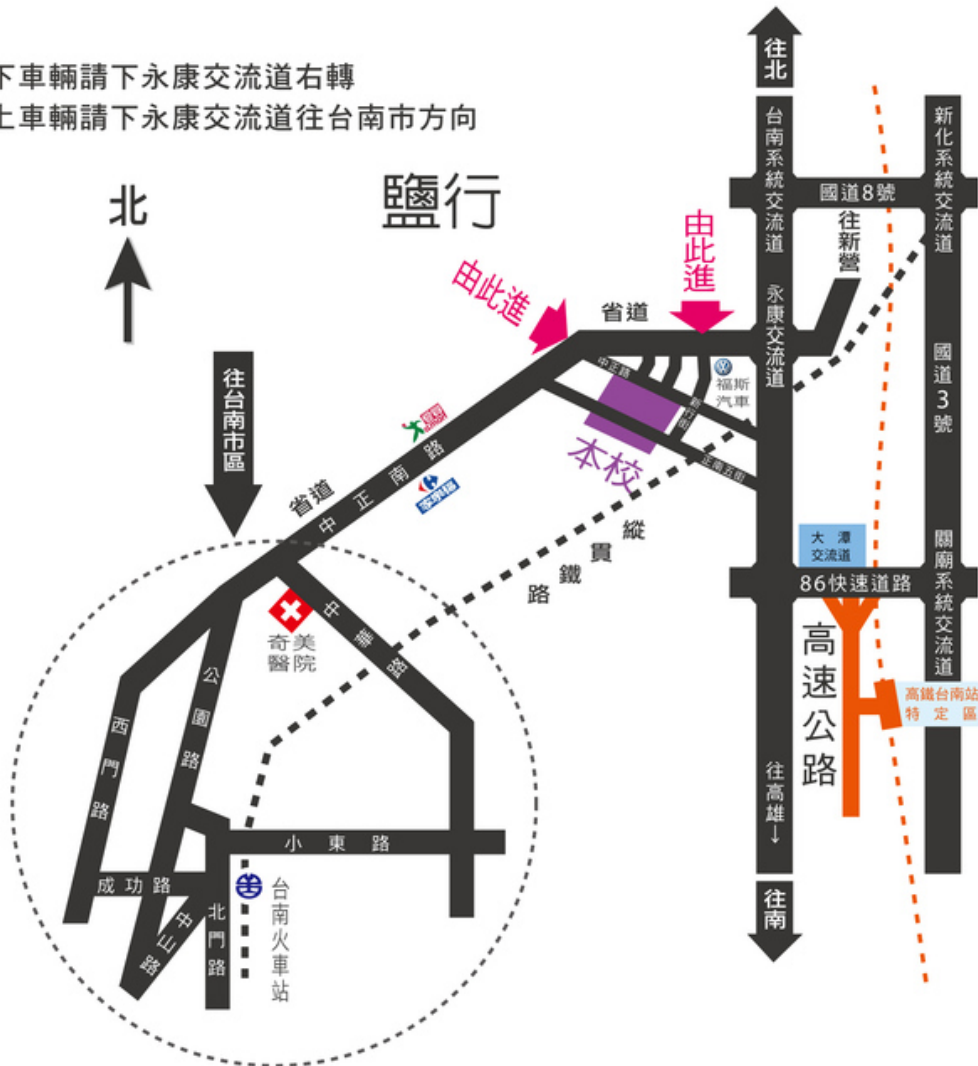 下車輛請下永康交流道右轉
上車輛請下永康交流道往台南市方向
往北
北
鹽行
台南系統交流道
新化系統交流道
國道8號
往新營
由此進
由此進
省道
永康交流道
國道3號
中正路
福斯
汽車
新行街
往台南市區
本校
正南五街
家樂福
省道
中正南路
縱貫鐵路
大潭
交流道
86快速道路
關廟系統交流道
奇美
醫院
中華路
高速公路
高鐵台南站
特定區
公園路
西門路
往高雄↓
小東路
成功路
台南火車站
中山路
北門路
往南